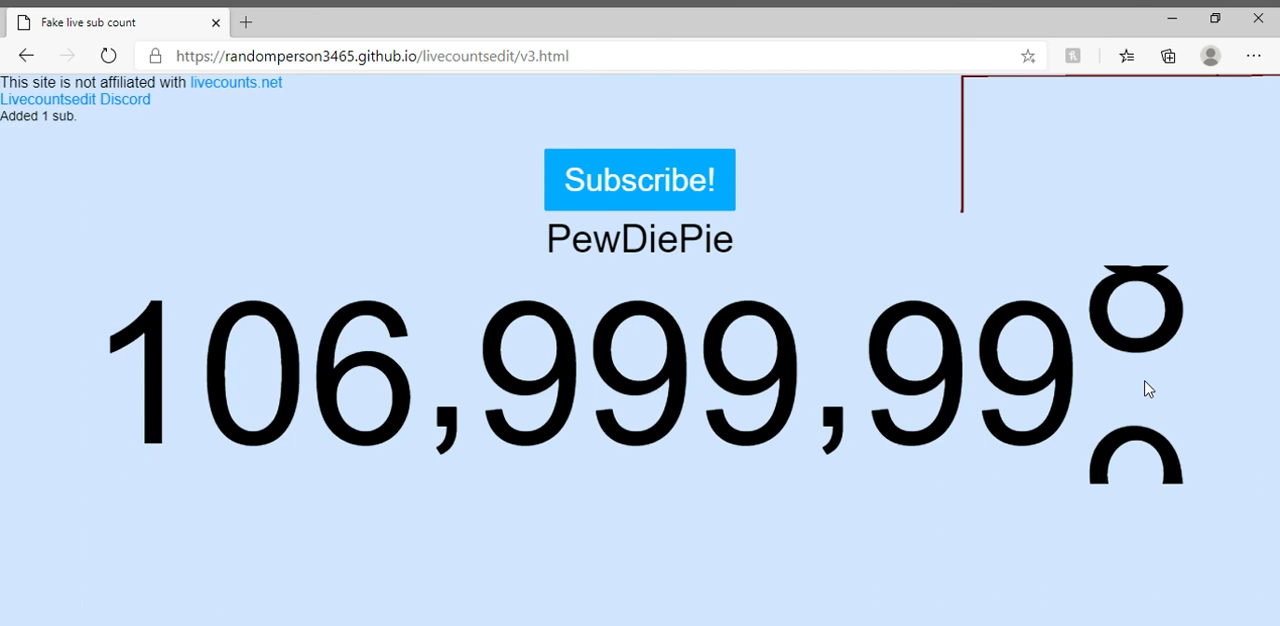 Fake live sub count
https://randomperson3465.github.io/livecountsedit/v3.html
This site is not affiliated with livecounts.net
Livecountsedit Discord
Added 1 sub.
Subscribe!
PewDiePie
106,999,99